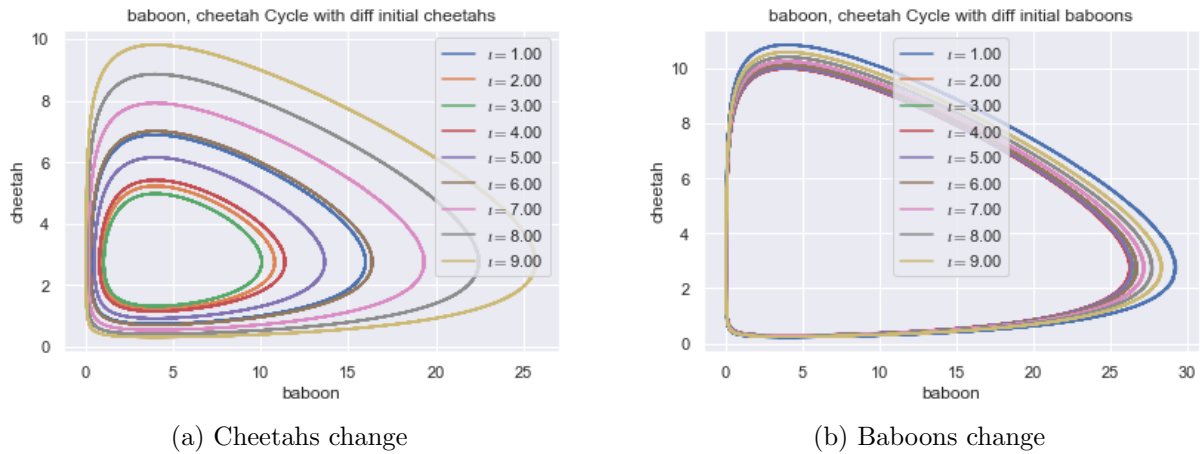 baboon, cheetah Cycle with diff initial cheetahs
cheetah
10
8
6
4
2
0
ι = 1.00
ι = 2.00
ι = 3.00
ι = 4.00
ι = 5.00
ι = 6.00
ι = 7.00
ι = 8.00
ι = 9.00
0 5 10 15 20 25
baboon
(a) Cheetahs change
baboon, cheetah Cycle with diff initial baboons
cheetah
10
8
6
4
2
0
ι = 1.00
ι = 2.00
ι = 3.00
ι = 4.00
ι = 5.00
ι = 6.00
ι = 7.00
ι = 8.00
ι = 9.00
0 5 10 15 20 25 30
baboon
(b) Baboons change